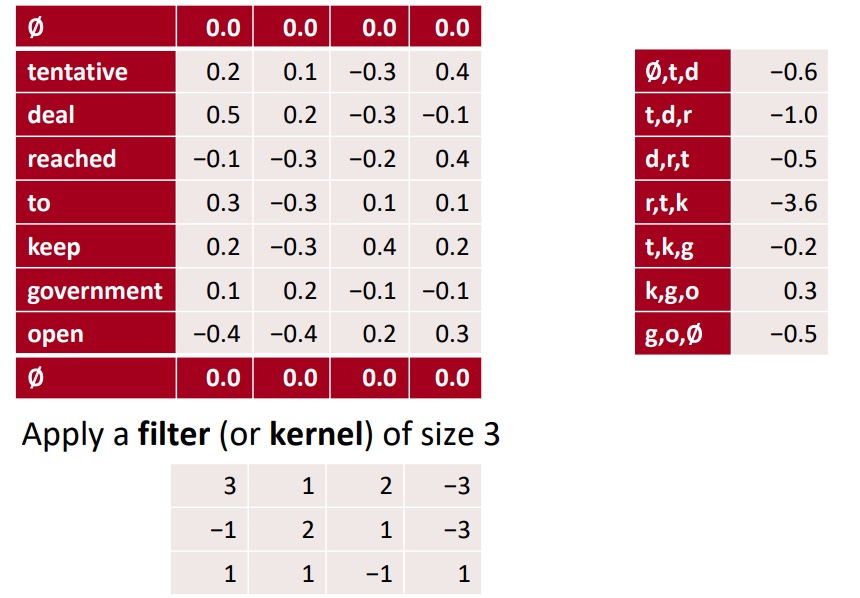 Ø 0.0 0.0 0.0 0.0
tentative 0.2 0.1 −0.3 0.4
deal 0.5 0.2 −0.3 −0.1
reached −0.1 −0.3 −0.2 0.4
to 0.3 −0.3 0.1 0.1
keep 0.2 −0.3 0.4 0.2
government 0.1 0.2 −0.1 −0.1
open −0.4 −0.4 0.2 0.3
Ø 0.0 0.0 0.0 0.0
Ø,t,d −0.6
t,d,r −1.0
d,r,t −0.5
r,t,k −3.6
t,k,g −0.2
k,g,o 0.3
g,o,Ø −0.5
Apply a filter (or kernel) of size 3
3 1 2 −3
−1 2 1 −3
1 1 −1 1